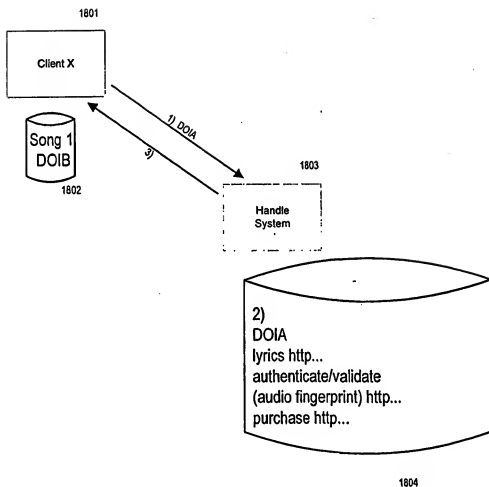 1801
Client X
1) DOIA
3)
Song 1
DOIB
1802
1803
Handle
System
2)
DOIA
lyrics http...
authenticate/validate
(audio fingerprint) http...
purchase http...
1804